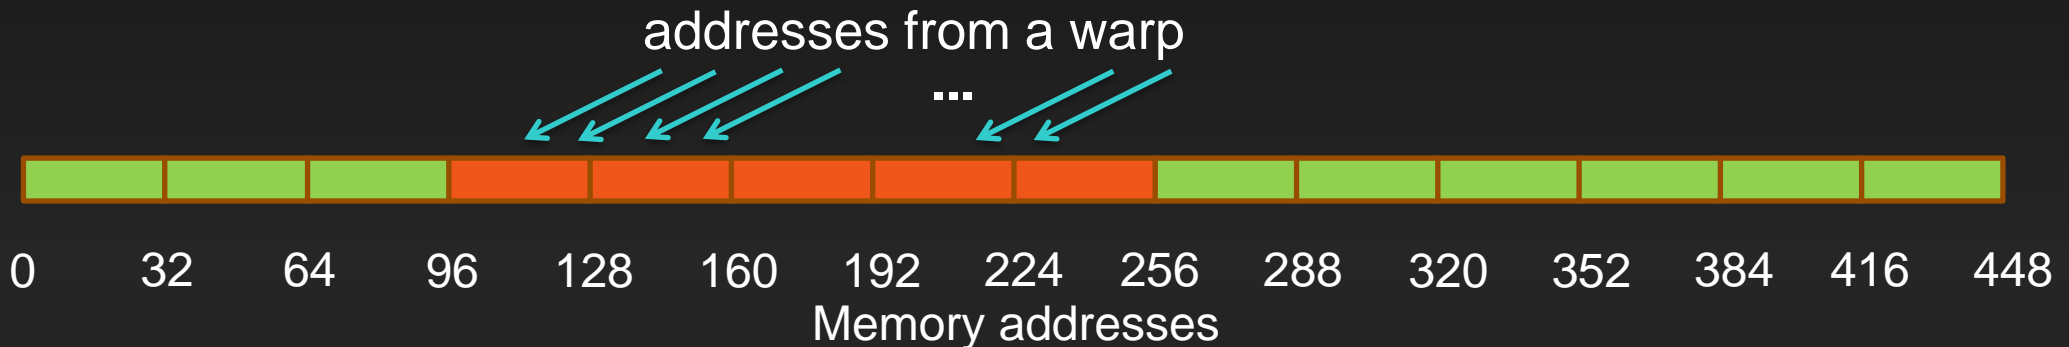 addresses from a warp
...
0 32 64 96 128 160 192 224 256 288 320 352 384 416 448
Memory addresses